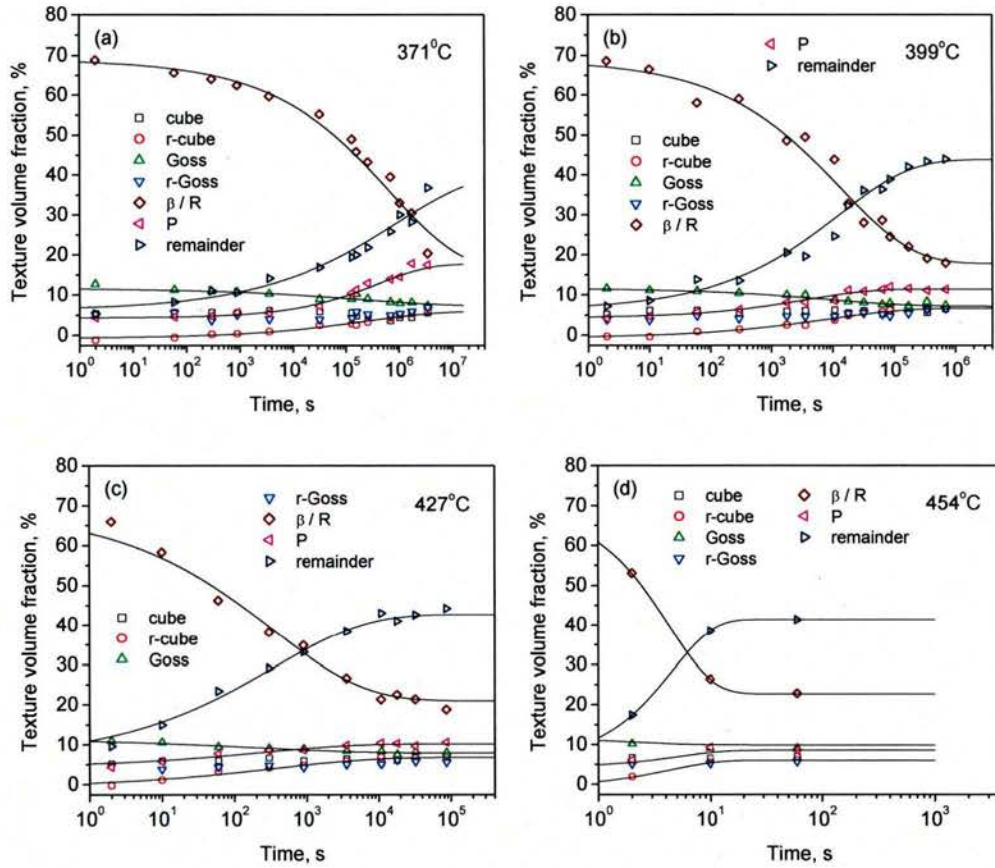 (a)
371°C
80
70
60
50
40
30
20
10
0
Texture volume fraction, %
cube
r-cube
Goss
r-Goss
β / R
P
remainder
10⁰ 10¹ 10² 10³ 10⁴ 10⁵ 10⁶ 10⁷
Time, s
(b)
399°C
80
70
60
50
40
30
20
10
0
Texture volume fraction, %
P
remainder
cube
r-cube
Goss
r-Goss
β / R
10⁰ 10¹ 10² 10³ 10⁴ 10⁵ 10⁶
Time, s
(c)
427°C
80
70
60
50
40
30
20
10
0
Texture volume fraction, %
r-Goss
β / R
P
remainder
cube
r-cube
Goss
10⁰ 10¹ 10² 10³ 10⁴ 10⁵
Time, s
(d)
454°C
80
70
60
50
40
30
20
10
0
Texture volume fraction, %
cube
r-cube
Goss
r-Goss
β / R
P
remainder
10⁰ 10¹ 10² 10³
Time, s